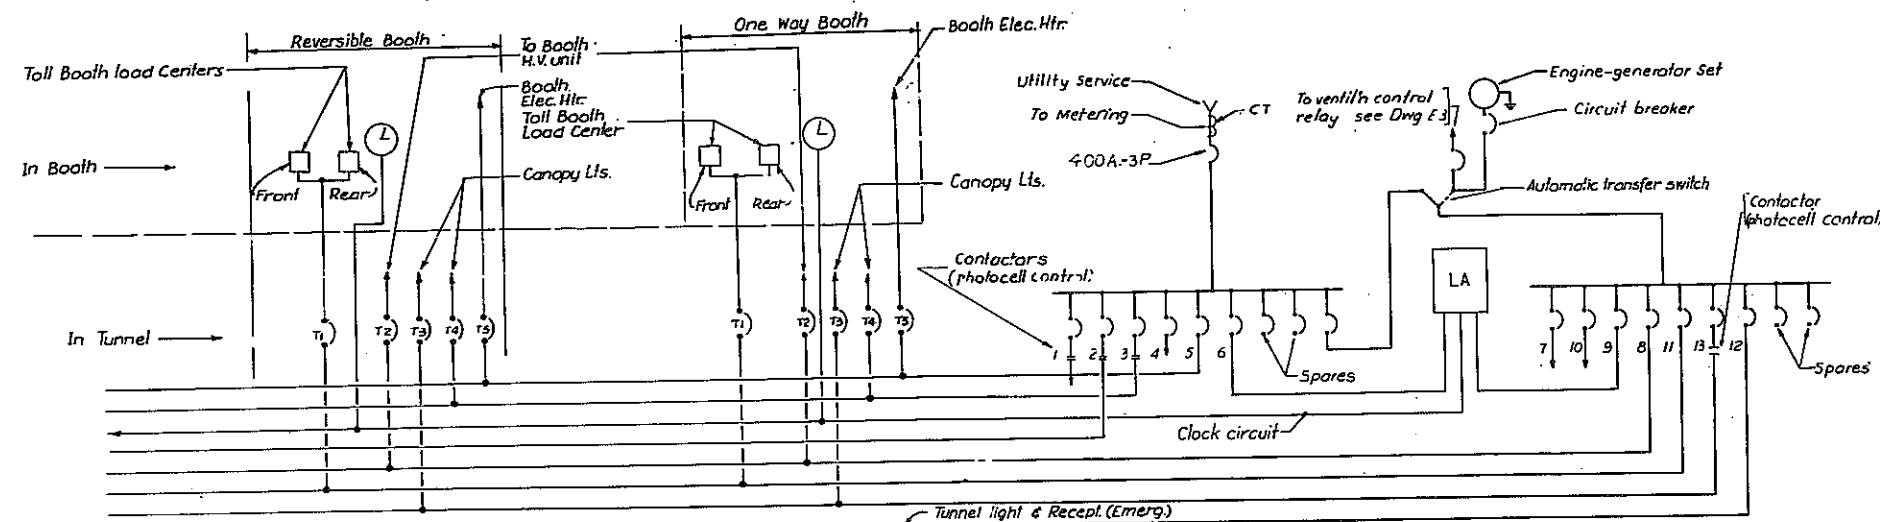 Reversible Booth
One Way Booth
Booth Elec. Htr.
To Booth
H.V. unit
Toll Booth load Centers
Booth
Elec. Htr.
Toll Booth
Load Center
L
L
In Booth
Front
Rear
Canopy Lts.
Front
Rear
Canopy Lts.
Utility Service
To Metering
CT
400A.-3P
To ventil'n control
relay see Dwg E3
Engine-generator Set
Circuit breaker
Automatic transfer switch
Contactor
(photocell control)
Contactors
(photocell control)
LA
In Tunnel
T1
T2
T3
T4
T5
T1
T2
T3
T4
T5
1
2
3
4
5
6
Spares
7
10
9
8
11
13
12
Spares
Clock circuit
Tunnel light & Recept. (Emerg.)